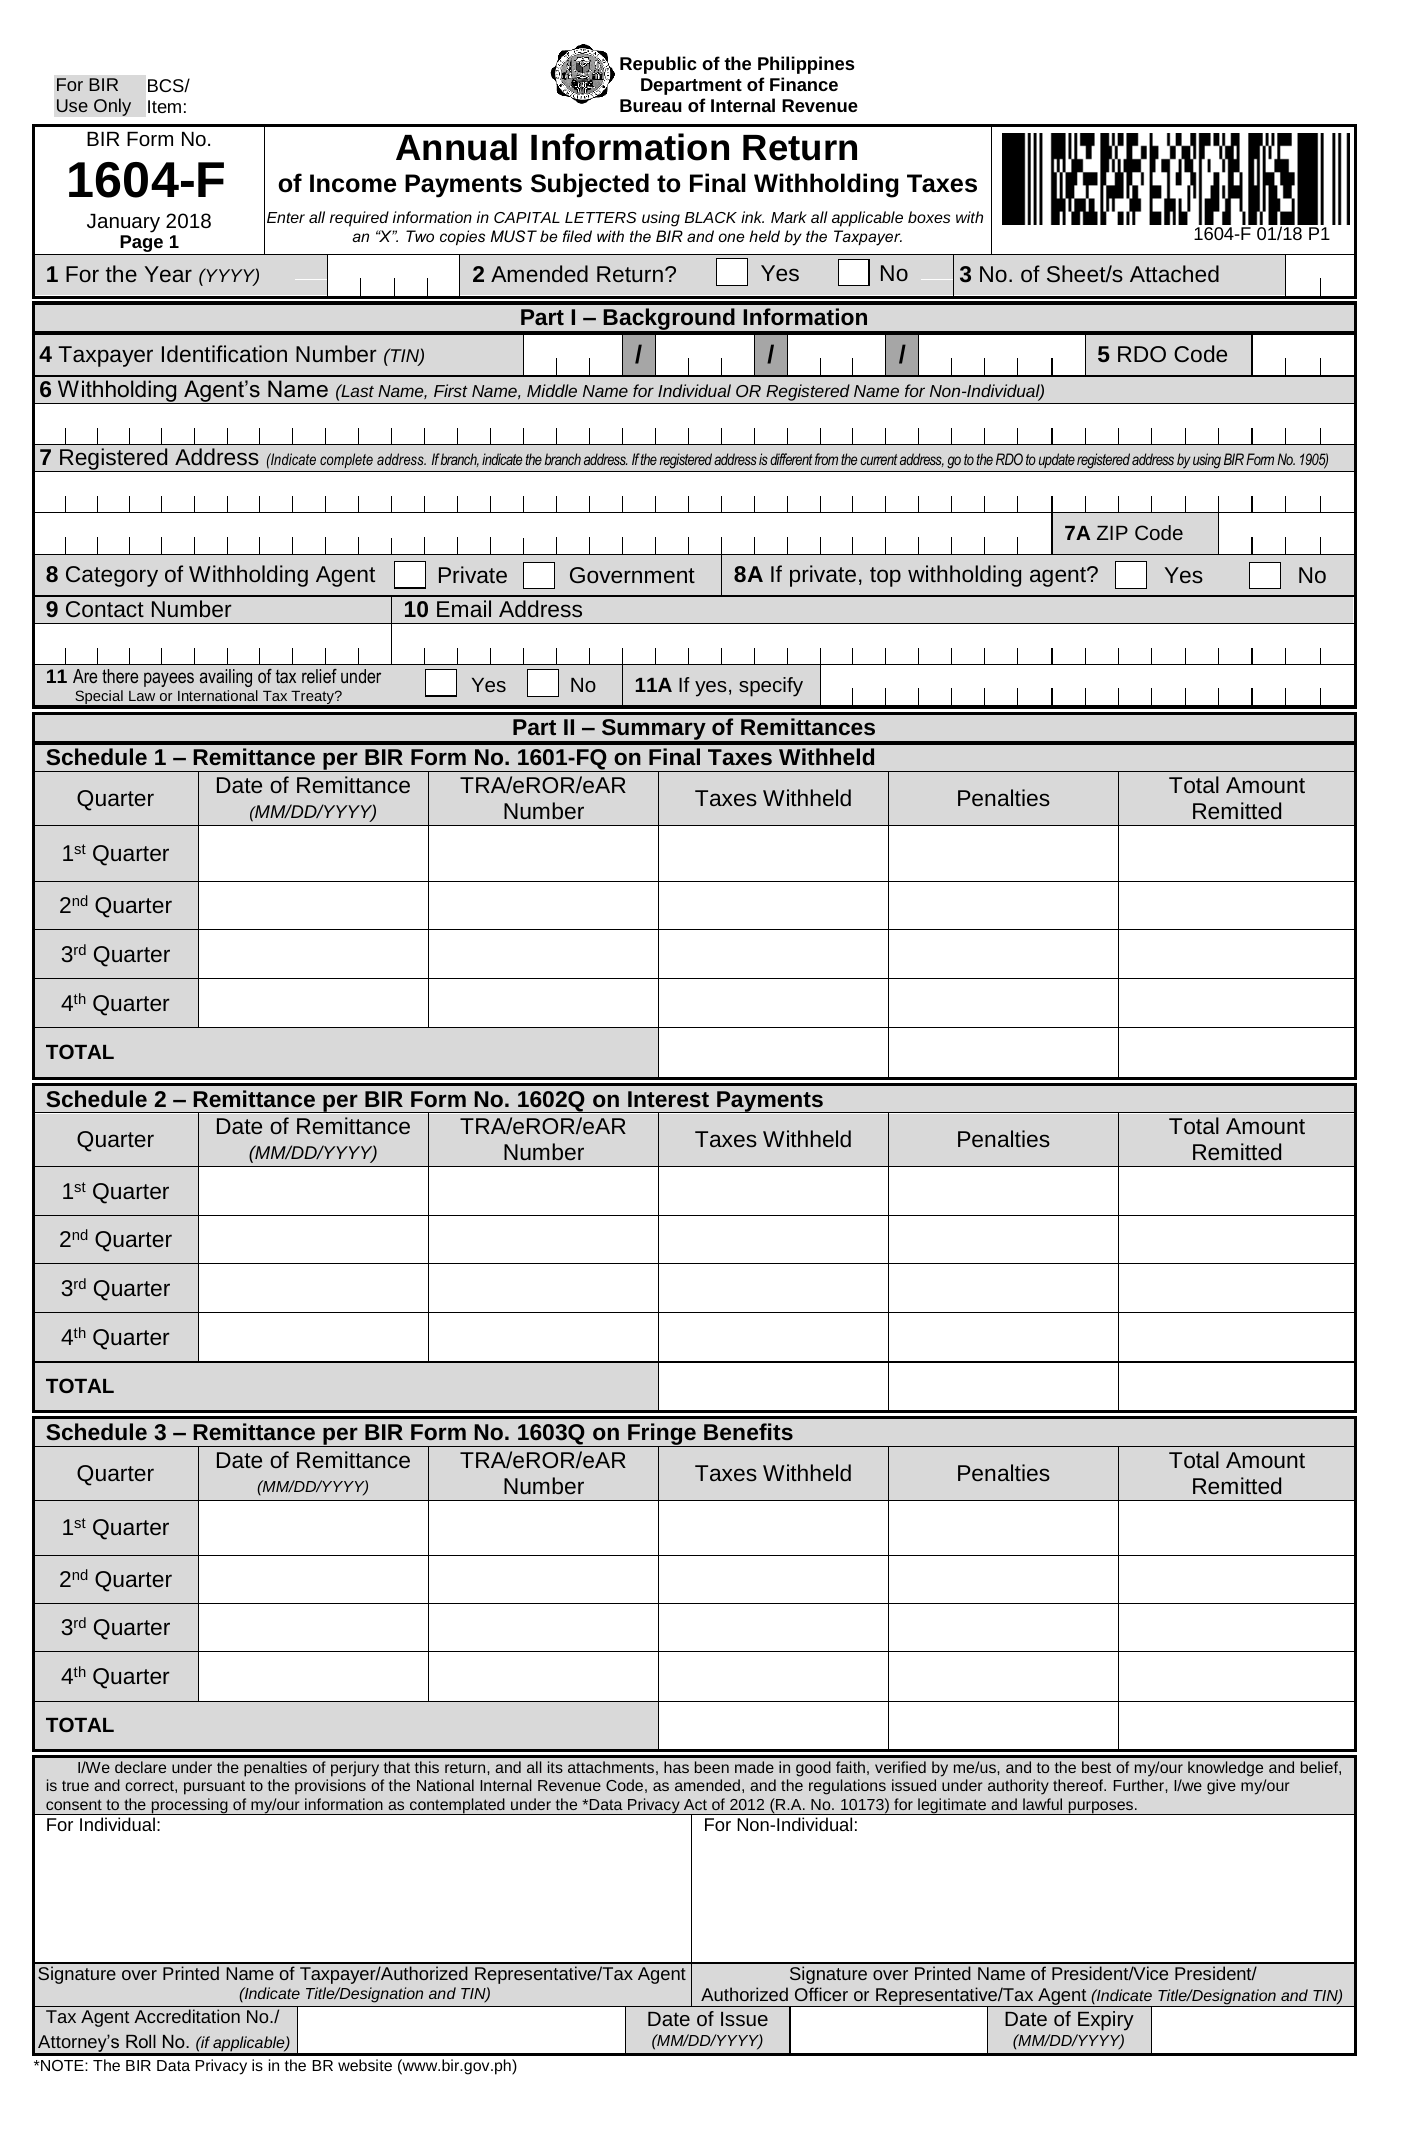 Republic of the Philippines
For BIR BCS/ Department of Finance
Use Only Item: Bureau of Internal Revenue
BIR Form No.
1604-F
January 2018
Page 1
Annual Information Return
of Income Payments Subjected to Final Withholding Taxes
Enter all required information in CAPITAL LETTERS using BLACK ink. Mark all applicable boxes with
an “X”. Two copies MUST be filed with the BIR and one held by the Taxpayer.
1604-F 01/18 P1
1 For the Year (YYYY) 2 Amended Return? Yes No 3 No. of Sheet/s Attached
Part I – Background Information
4 Taxpayer Identification Number (TIN) / / / 5 RDO Code
6 Withholding Agent’s Name (Last Name, First Name, Middle Name for Individual OR Registered Name for Non-Individual)
7 Registered Address (Indicate complete address. If branch, indicate the branch address. If the registered address is different from the current address, go to the RDO to update registered address by using BIR Form No. 1905)
7A ZIP Code
8 Category of Withholding Agent Private Government 8A If private, top withholding agent? Yes No
9 Contact Number 10 Email Address
11 Are there payees availing of tax relief under
Special Law or International Tax Treaty?
Yes No 11A If yes, specify
Part II – Summary of Remittances
Schedule 1 – Remittance per BIR Form No. 1601-FQ on Final Taxes Withheld
Quarter Date of Remittance (MM/DD/YYYY) TRA/eROR/eAR Number Taxes Withheld Penalties Total Amount Remitted
1st Quarter
2nd Quarter
3rd Quarter
4th Quarter
TOTAL
Schedule 2 – Remittance per BIR Form No. 1602Q on Interest Payments
Quarter Date of Remittance (MM/DD/YYYY) TRA/eROR/eAR Number Taxes Withheld Penalties Total Amount Remitted
1st Quarter
2nd Quarter
3rd Quarter
4th Quarter
TOTAL
Schedule 3 – Remittance per BIR Form No. 1603Q on Fringe Benefits
Quarter Date of Remittance (MM/DD/YYYY) TRA/eROR/eAR Number Taxes Withheld Penalties Total Amount Remitted
1st Quarter
2nd Quarter
3rd Quarter
4th Quarter
TOTAL
I/We declare under the penalties of perjury that this return, and all its attachments, has been made in good faith, verified by me/us, and to the best of my/our knowledge and belief,
is true and correct, pursuant to the provisions of the National Internal Revenue Code, as amended, and the regulations issued under authority thereof. Further, I/we give my/our
consent to the processing of my/our information as contemplated under the *Data Privacy Act of 2012 (R.A. No. 10173) for legitimate and lawful purposes.
For Individual: For Non-Individual:
Signature over Printed Name of Taxpayer/Authorized Representative/Tax Agent
(Indicate Title/Designation and TIN)
Signature over Printed Name of President/Vice President/
Authorized Officer or Representative/Tax Agent (Indicate Title/Designation and TIN)
Tax Agent Accreditation No./
Attorney’s Roll No. (if applicable)
Date of Issue
(MM/DD/YYYY)
Date of Expiry
(MM/DD/YYYY)
*NOTE: The BIR Data Privacy is in the BR website (www.bir.gov.ph)